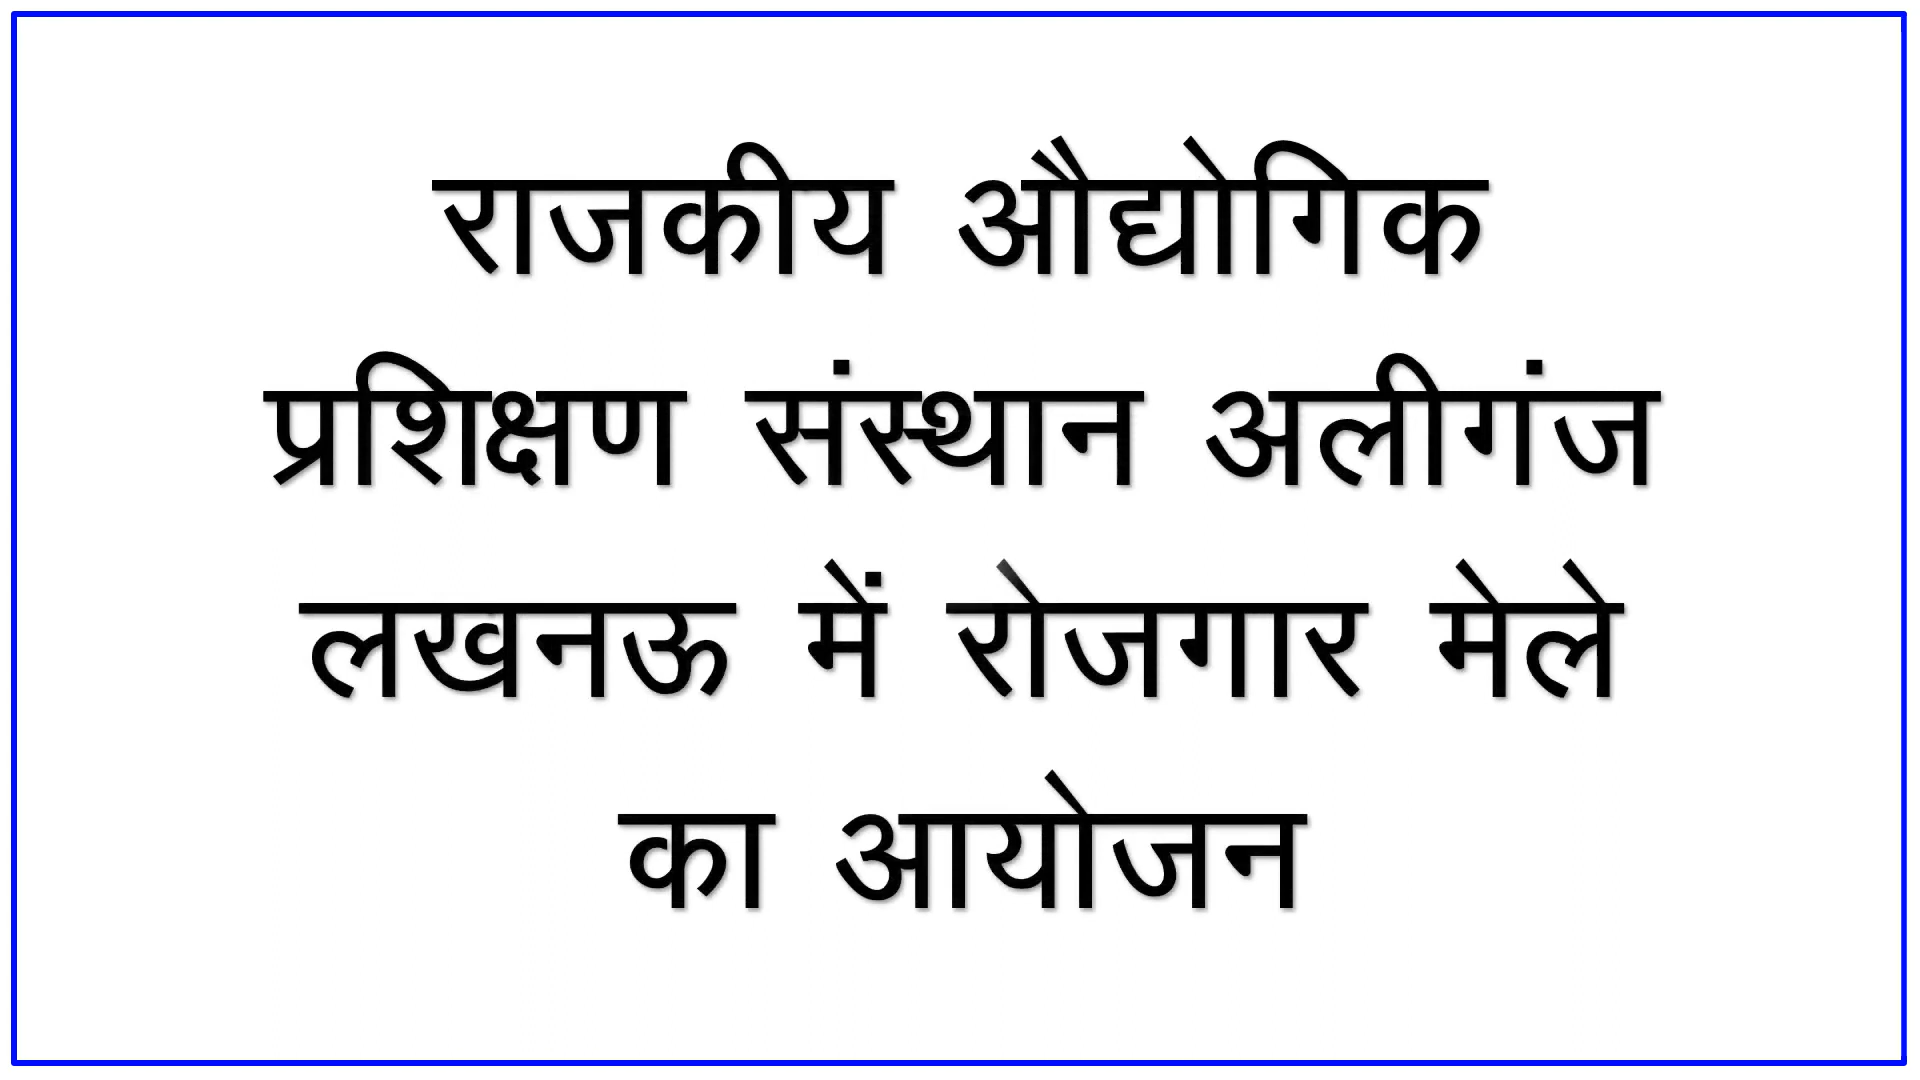 राजकीय औद्योगिक
प्रशिक्षण संस्थान अलीगंज
लखनऊ में रोजगार मेले
का आयोजन